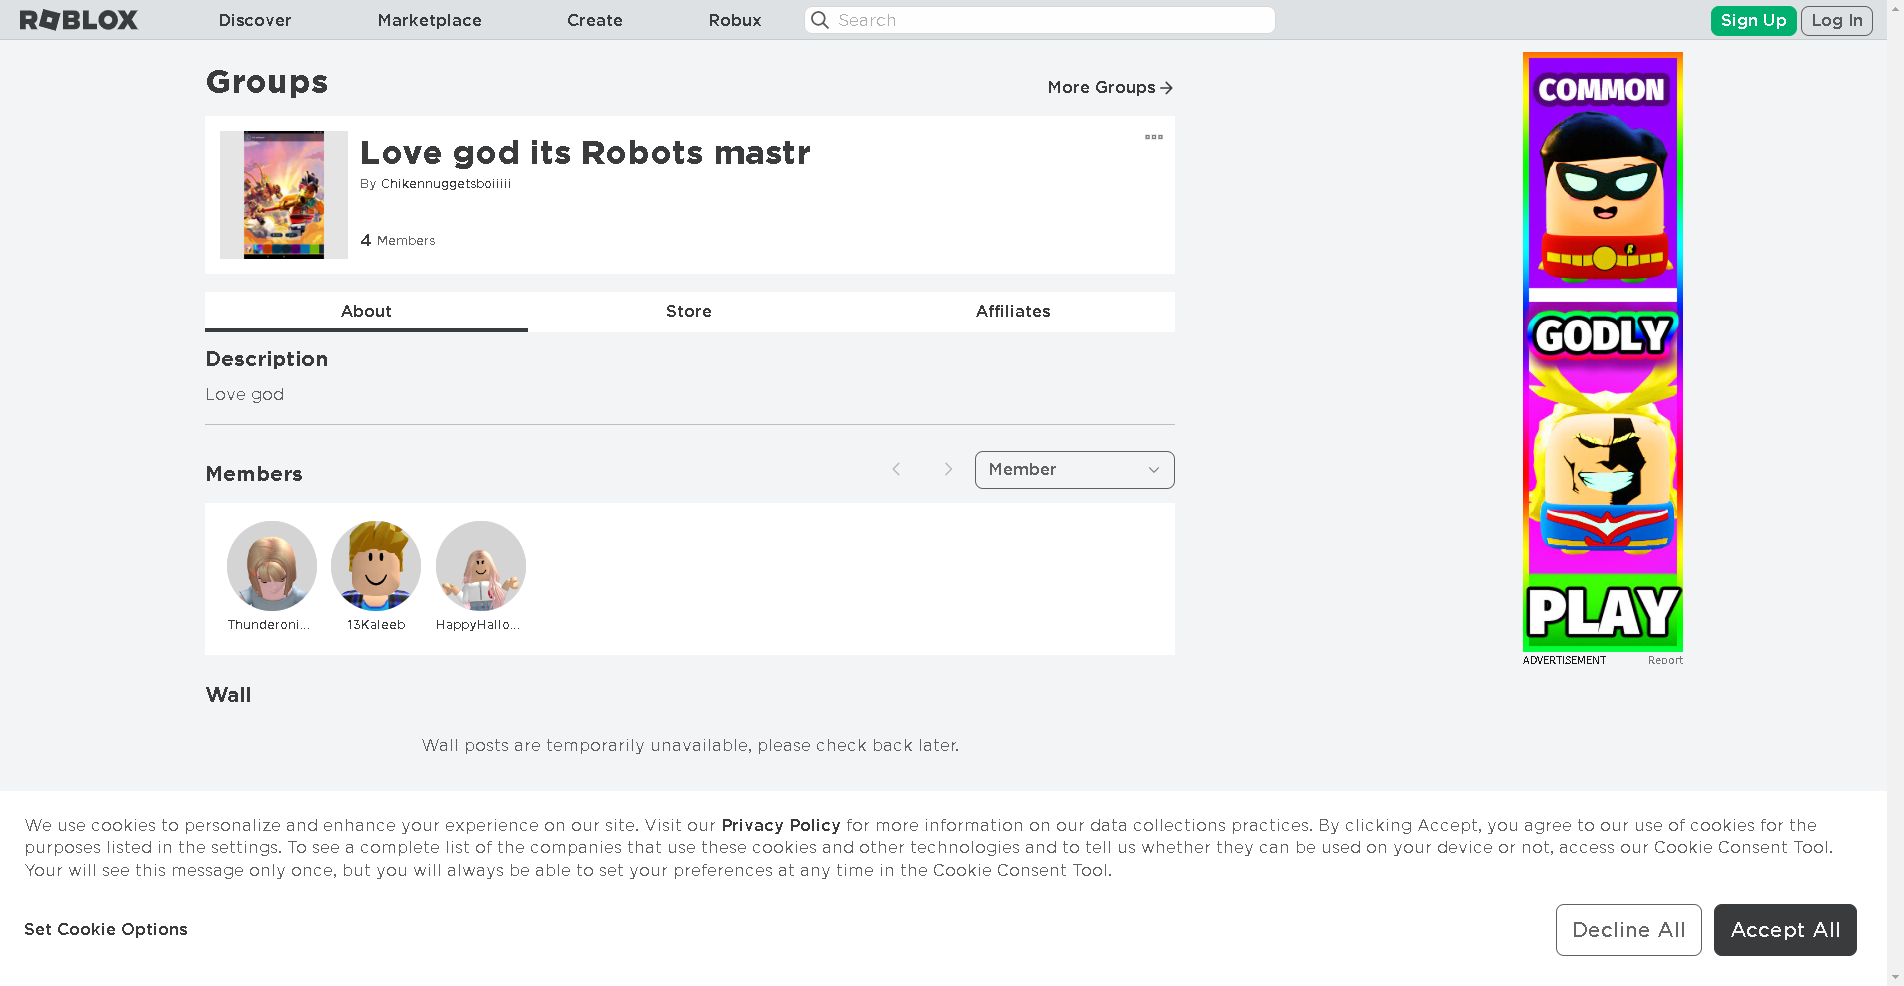 ROBLOX
Discover
Marketplace
Create
Robux
Search
Sign Up
Log In
Groups
More Groups
Love god its Robots mastr
By Chikennuggetsboiiiii
4 Members
About
Store
Affiliates
Description
Love god
Members
Member
Thunderoni...
13Kaleeb
HappyHallo...
Wall
Wall posts are temporarily unavailable, please check back later.
COMMON
R
GODLY
PLAY
ADVERTISEMENT
Report
We use cookies to personalize and enhance your experience on our site. Visit our Privacy Policy for more information on our data collections practices. By clicking Accept, you agree to our use of cookies for the
purposes listed in the settings. To see a complete list of the companies that use these cookies and other technologies and to tell us whether they can be used on your device or not, access our Cookie Consent Tool.
Your will see this message only once, but you will always be able to set your preferences at any time in the Cookie Consent Tool.
Set Cookie Options
Decline All
Accept All